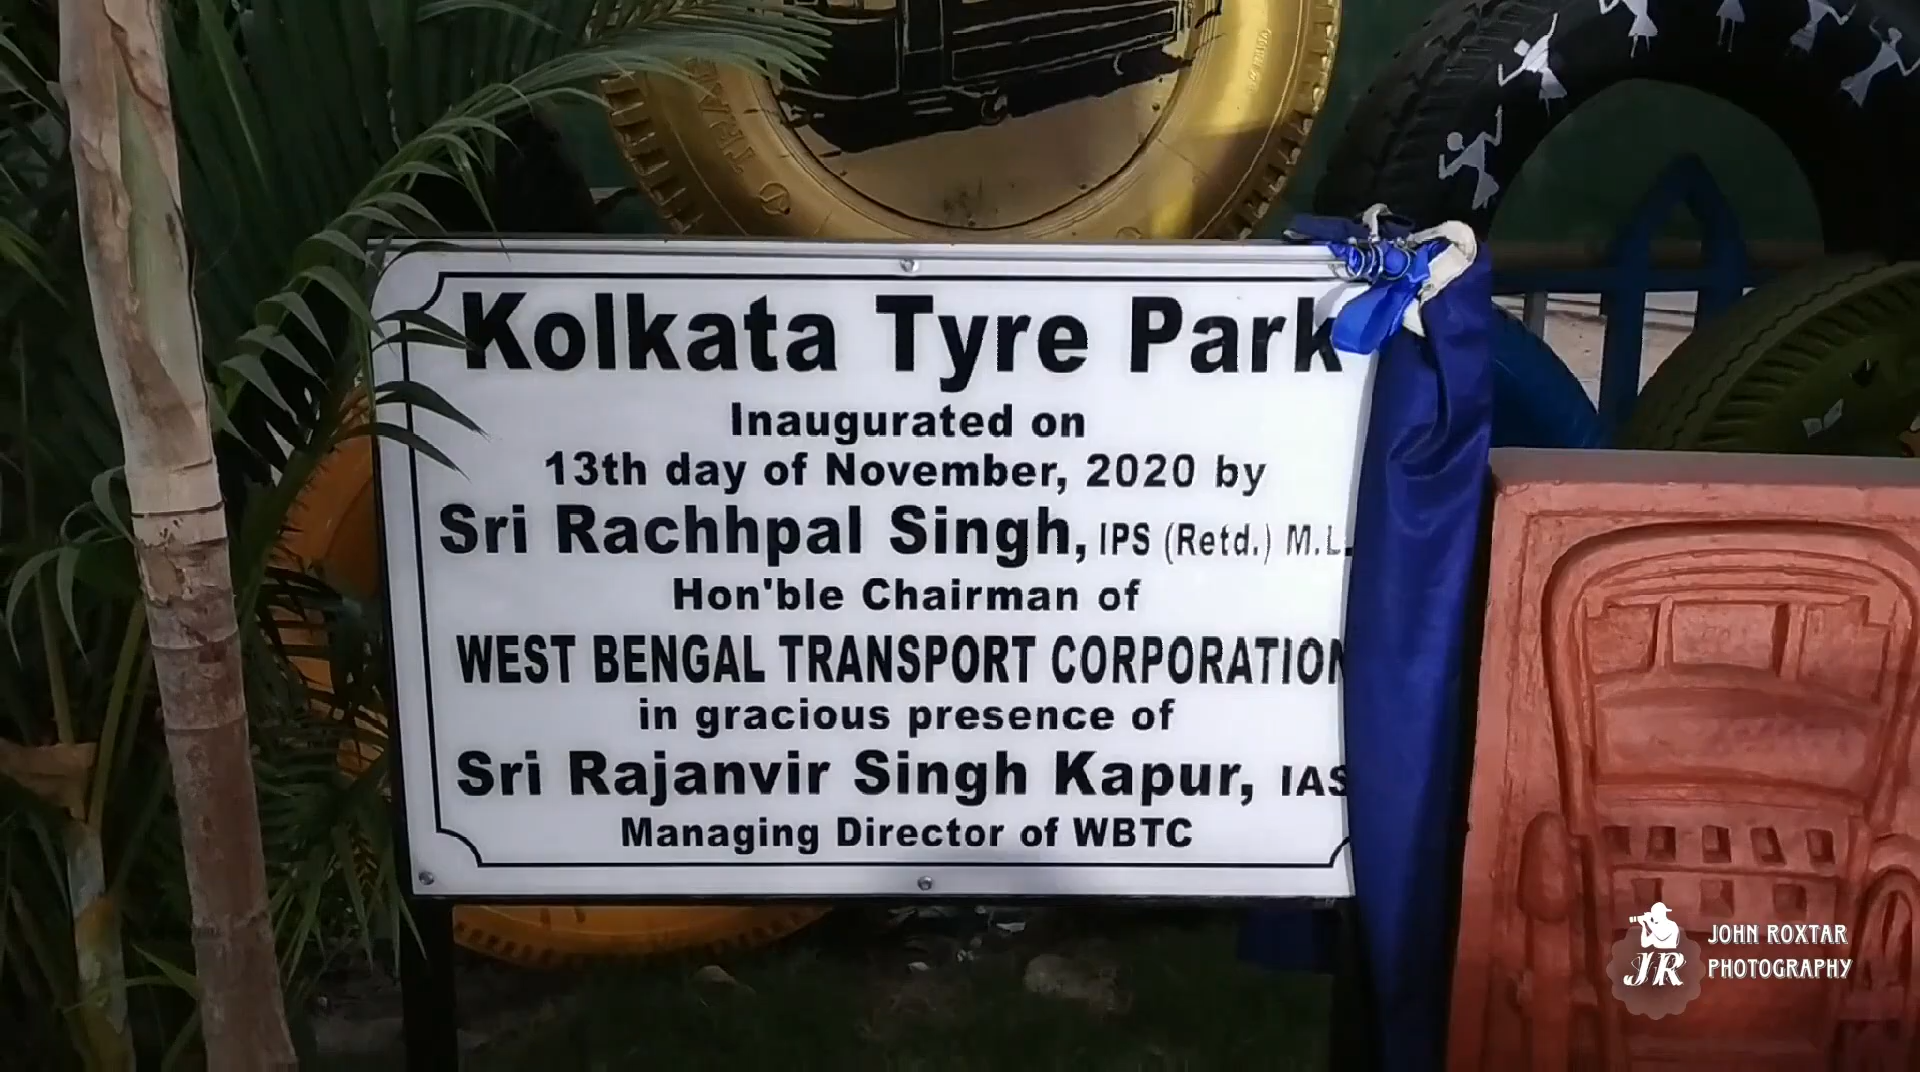 Kolkata Tyre Park
Inaugurated on
13th day of November, 2020 by
Sri Rachhpal Singh, IPS (Retd.) M.L.
Hon'ble Chairman of
WEST BENGAL TRANSPORT CORPORATION
in gracious presence of
Sri Rajanvir Singh Kapur, IAS
Managing Director of WBTC
JR
JOHN ROXTAR
PHOTOGRAPHY